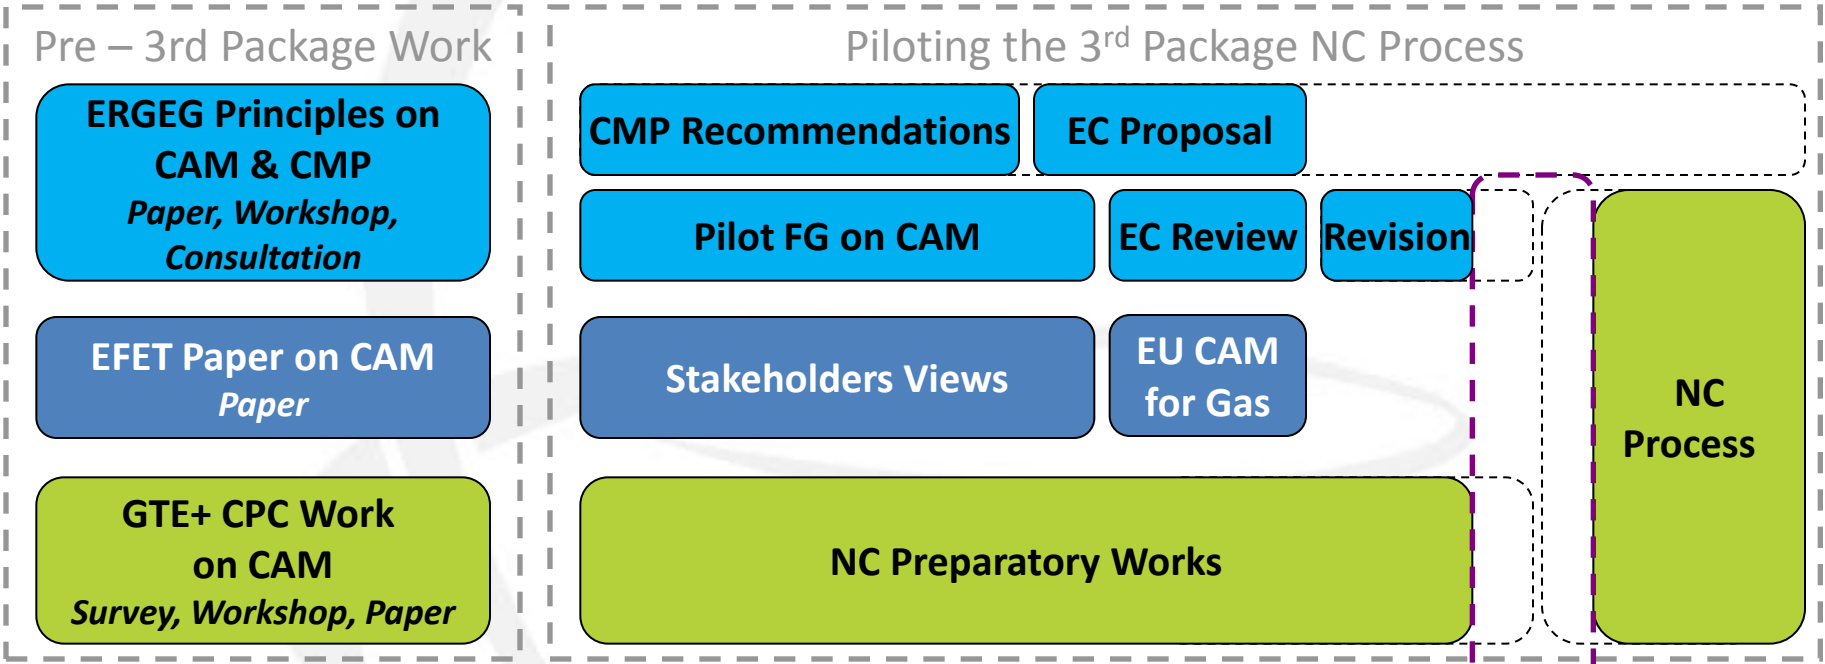 Pre – 3rd Package Work
ERGEG Principles on
CAM & CMP
Paper, Workshop,
Consultation
EFET Paper on CAM
Paper
GTE+ CPC Work
on CAM
Survey, Workshop, Paper
Piloting the 3rd Package NC Process
CMP Recommendations
EC Proposal
Pilot FG on CAM
EC Review
Revision
Stakeholders Views
EU CAM
for Gas
NC Preparatory Works
NC
Process